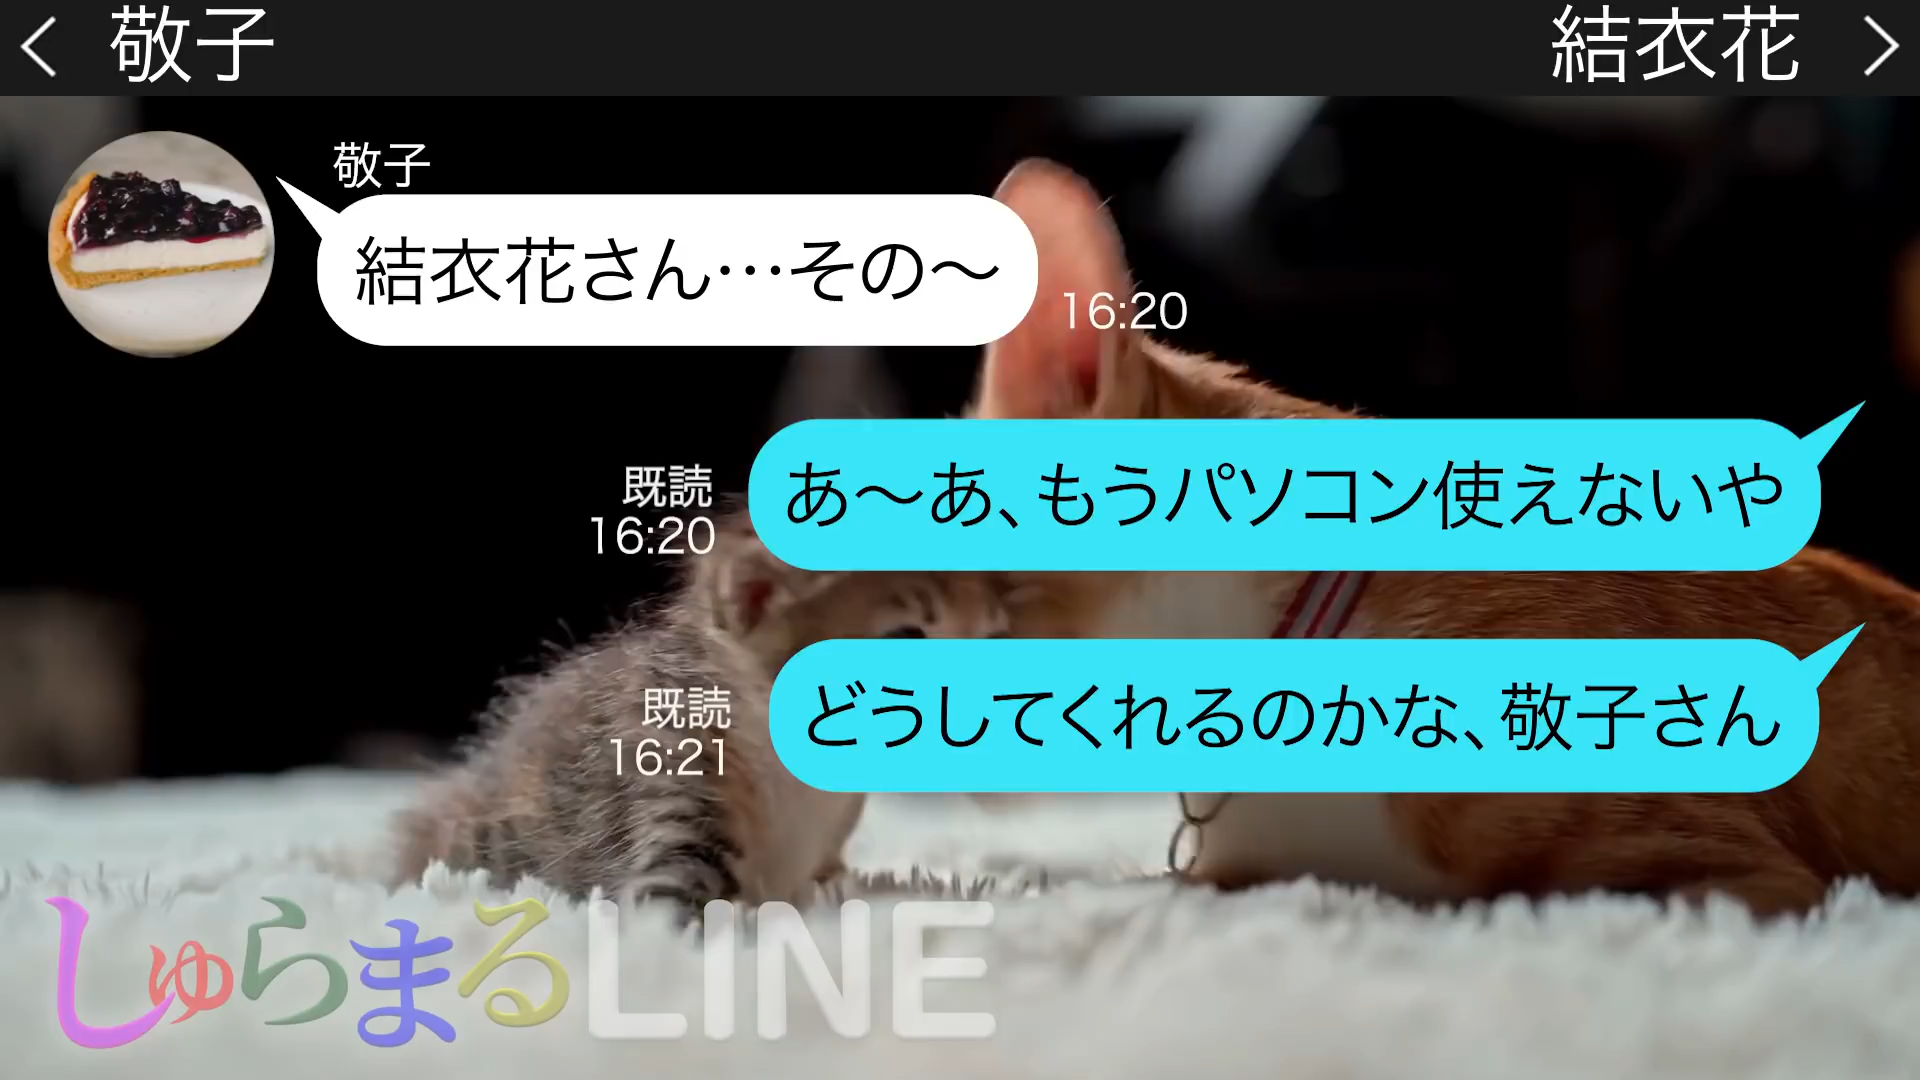 敬子
結衣花
敬子
結衣花さん…その〜
16:20
あ〜あ、もうパソコン使えないや
既読
16:20
どうしてくれるのかな、敬子さん
既読
16:21
しゅらまるLINE